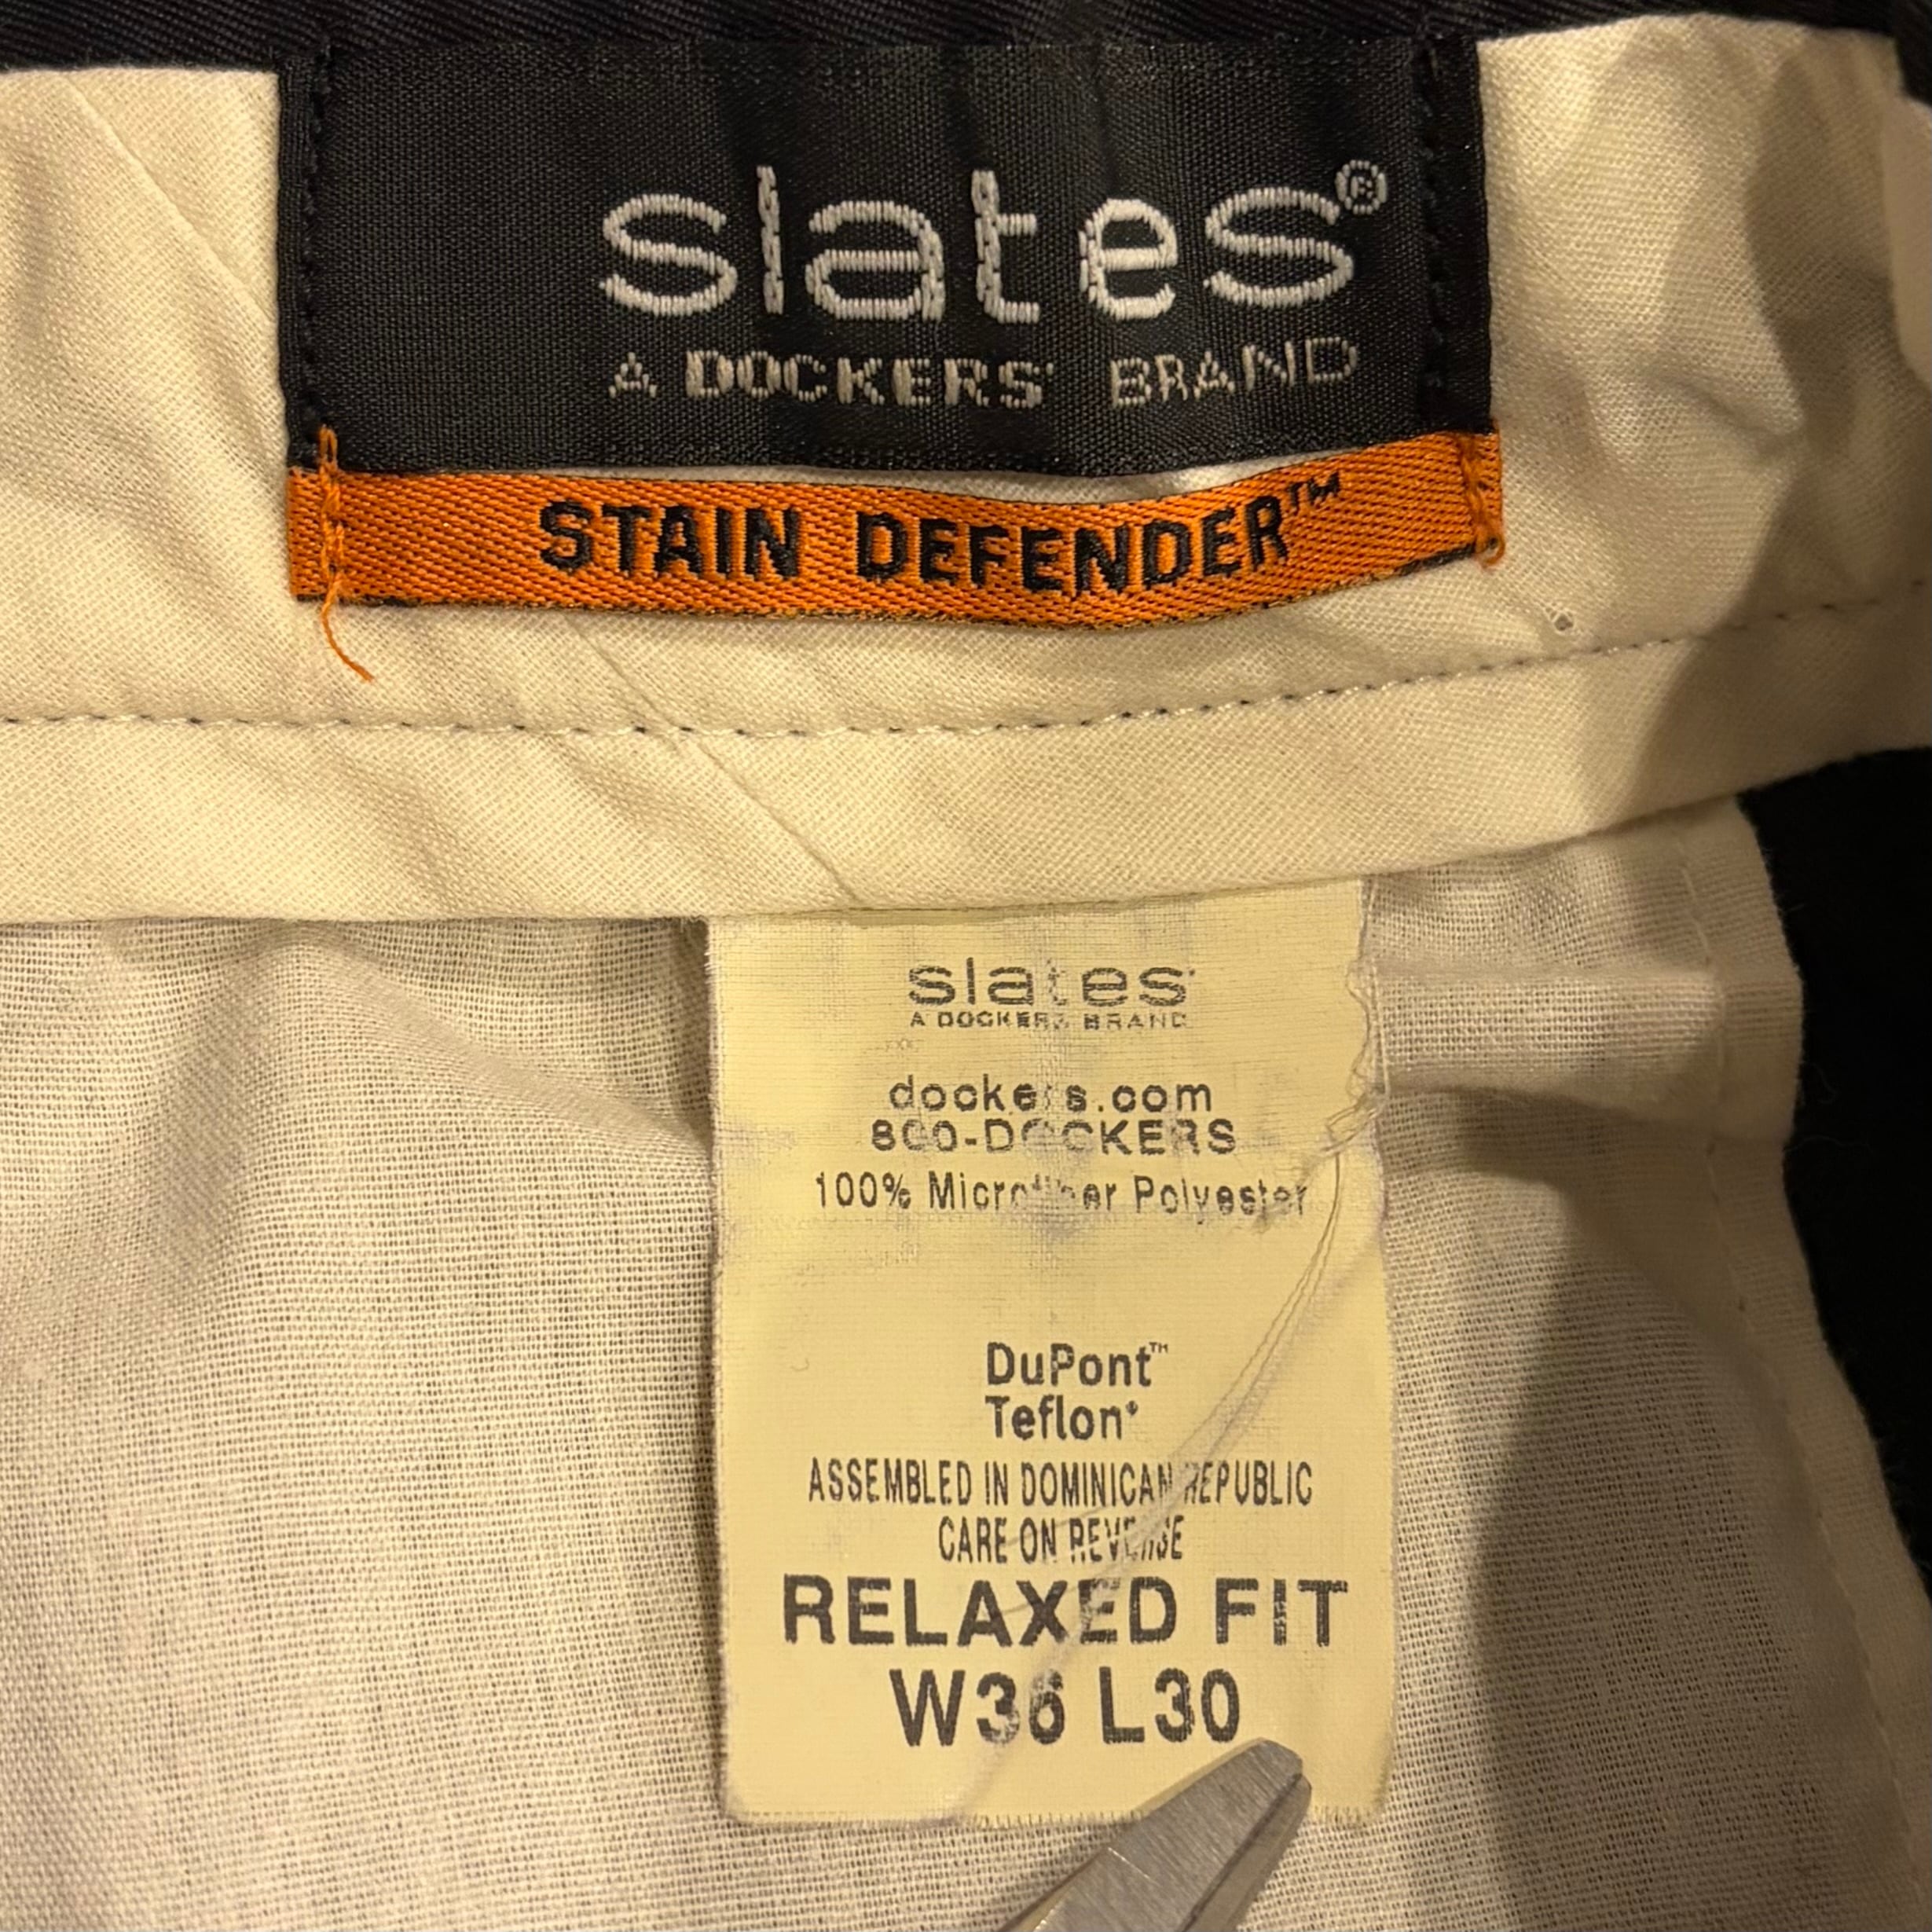 slates®
A DOCKERS® BRAND
STAIN DEFENDER™
slates®
A DOCKERS BRAND
dockers.com
800-DOCKERS
100% Microfiber Polyester
DuPont™
Teflon®
ASSEMBLED IN DOMINICAN REPUBLIC
CARE ON REVERSE
RELAXED FIT
W36 L30